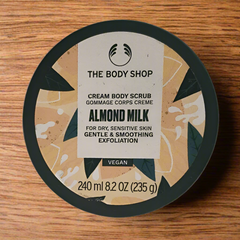 THE BODY SHOP
CREAM BODY SCRUB
GOMMAGE CORPS CREME
ALMOND MILK
FOR DRY, SENSITIVE SKIN
GENTLE & SMOOTHING
EXFOLIATION
VEGAN
240 ml 8.2 OZ (235 g)